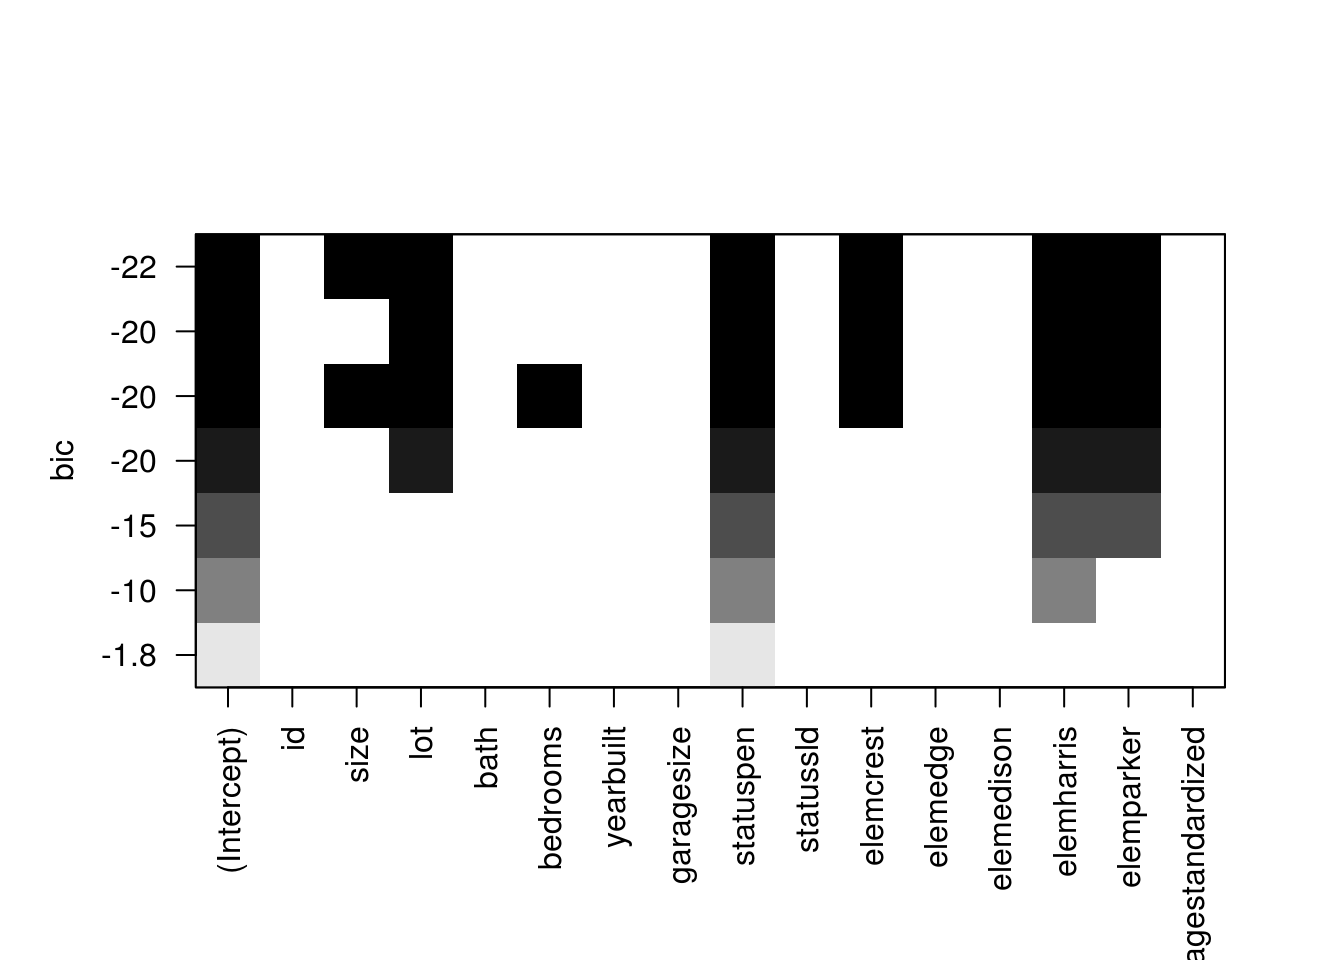 -22
-20
-20
-20
-15
-10
-1.8
bic
(Intercept)
id
size
lot
bath
bedrooms
yearbuilt
garagesize
statuspen
statussld
elemcrest
elemedge
elemedison
elemharris
elemparker
agestandardized